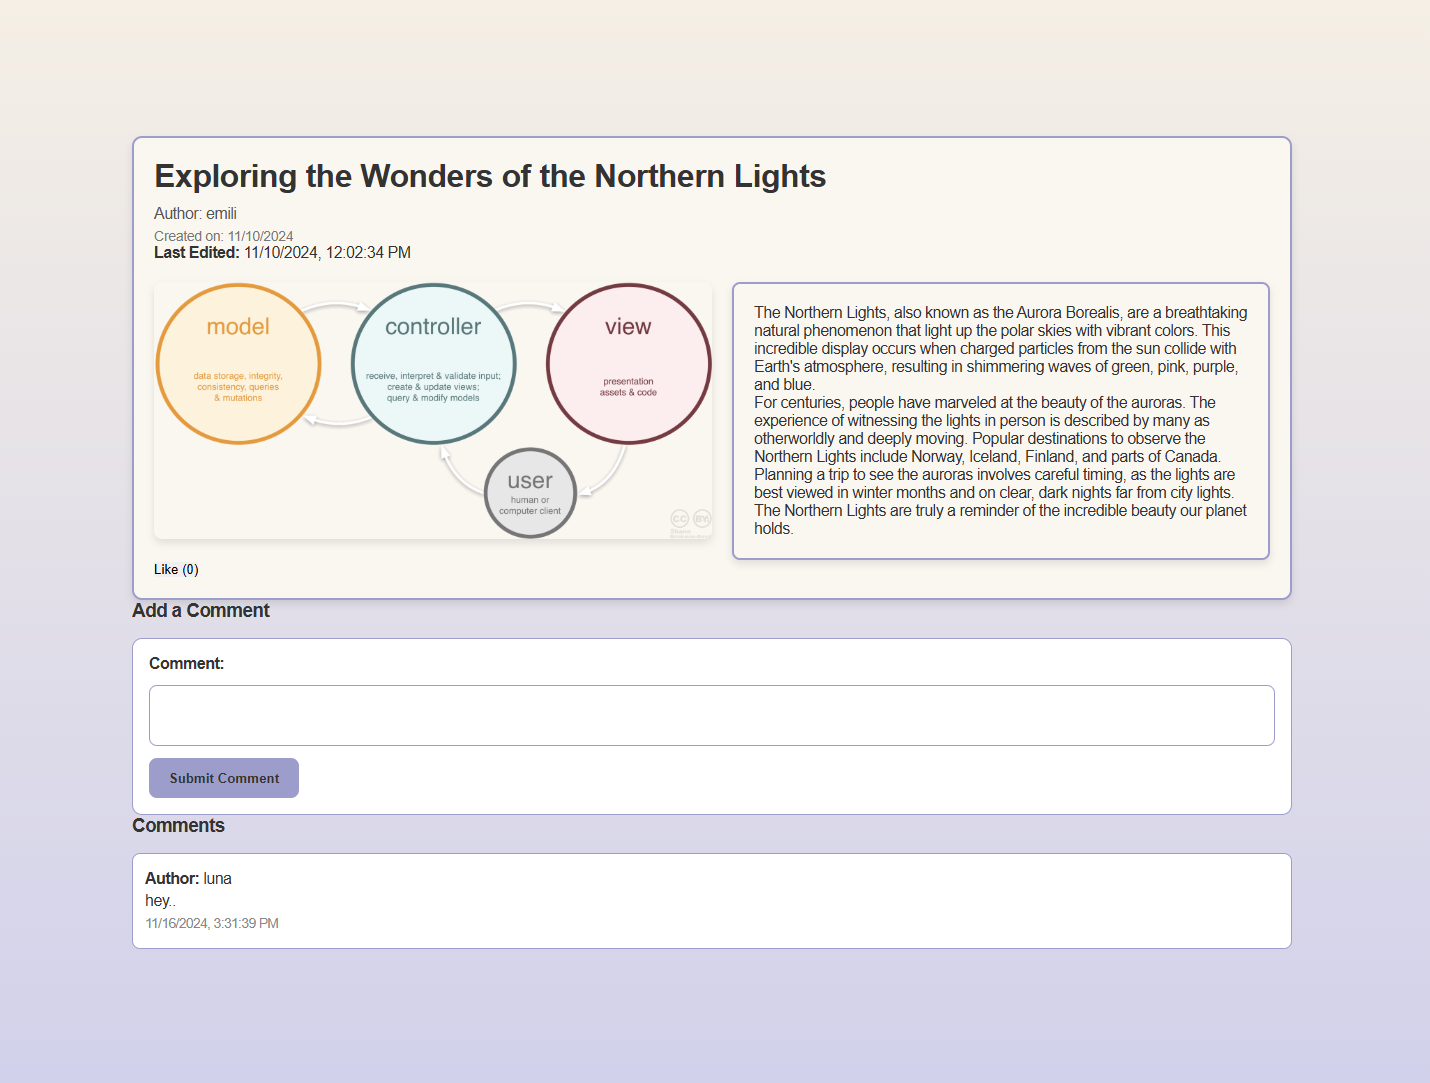 Exploring the Wonders of the Northern Lights
Author: emili
Created on: 11/10/2024
Last Edited: 11/10/2024, 12:02:34 PM
model
data storage, integrity,
consistency, queries
& mutations
controller
receive, interpret & validate input;
create & update views;
query & modify models
view
presentation
assets & code
user
human or
computer client
CC BY:
The Northern Lights, also known as the Aurora Borealis, are a breathtaking
natural phenomenon that light up the polar skies with vibrant colors. This
incredible display occurs when charged particles from the sun collide with
Earth's atmosphere, resulting in shimmering waves of green, pink, purple,
and blue.
For centuries, people have marveled at the beauty of the auroras. The
experience of witnessing the lights in person is described by many as
otherworldly and deeply moving. Popular destinations to observe the
Northern Lights include Norway, Iceland, Finland, and parts of Canada.
Planning a trip to see the auroras involves careful timing, as the lights are
best viewed in winter months and on clear, dark nights far from city lights.
The Northern Lights are truly a reminder of the incredible beauty our planet
holds.
Like (0)
Add a Comment
Comment:
Submit Comment
Comments
Author: luna
hey..
11/16/2024, 3:31:39 PM